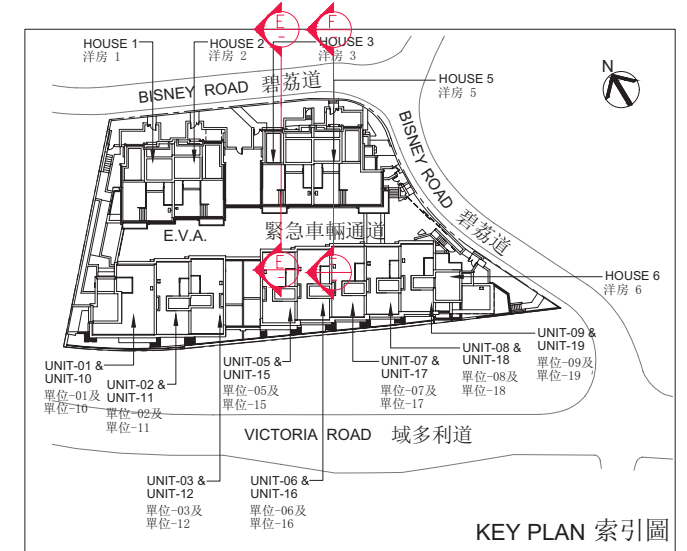 E
F
HOUSE 1
洋房 1
HOUSE 2
洋房 2
HOUSE 3
洋房 3
HOUSE 5
洋房 5
N
BISNEY ROAD 碧荔道
BISNEY ROAD 碧荔道
E.V.A.
緊急車輛通道
E
F
HOUSE 6
洋房 6
UNIT-01 &
UNIT-10
單位-01及
單位-10
UNIT-02 &
UNIT-11
單位-02及
單位-11
UNIT-05 &
UNIT-15
單位-05及
單位-15
UNIT-07 &
UNIT-17
單位-07及
單位-17
UNIT-08 &
UNIT-18
單位-08及
單位-18
UNIT-09 &
UNIT-19
單位-09及
單位-19
VICTORIA ROAD 域多利道
UNIT-03 &
UNIT-12
單位-03及
單位-12
UNIT-06 &
UNIT-16
單位-06及
單位-16
KEY PLAN 索引圖